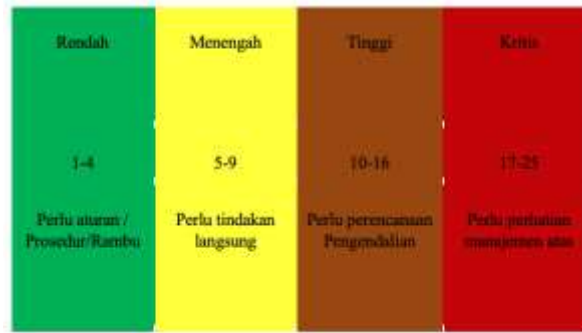 Rendah
Menengah
Tinggi
Kritis
1-4
5-9
10-16
17-25
Perlu aturan /
Prosedur/Rambu
Perlu tindakan
langsung
Perlu perencanaan
Pengendalian
Perlu perhatian
manajemen atas